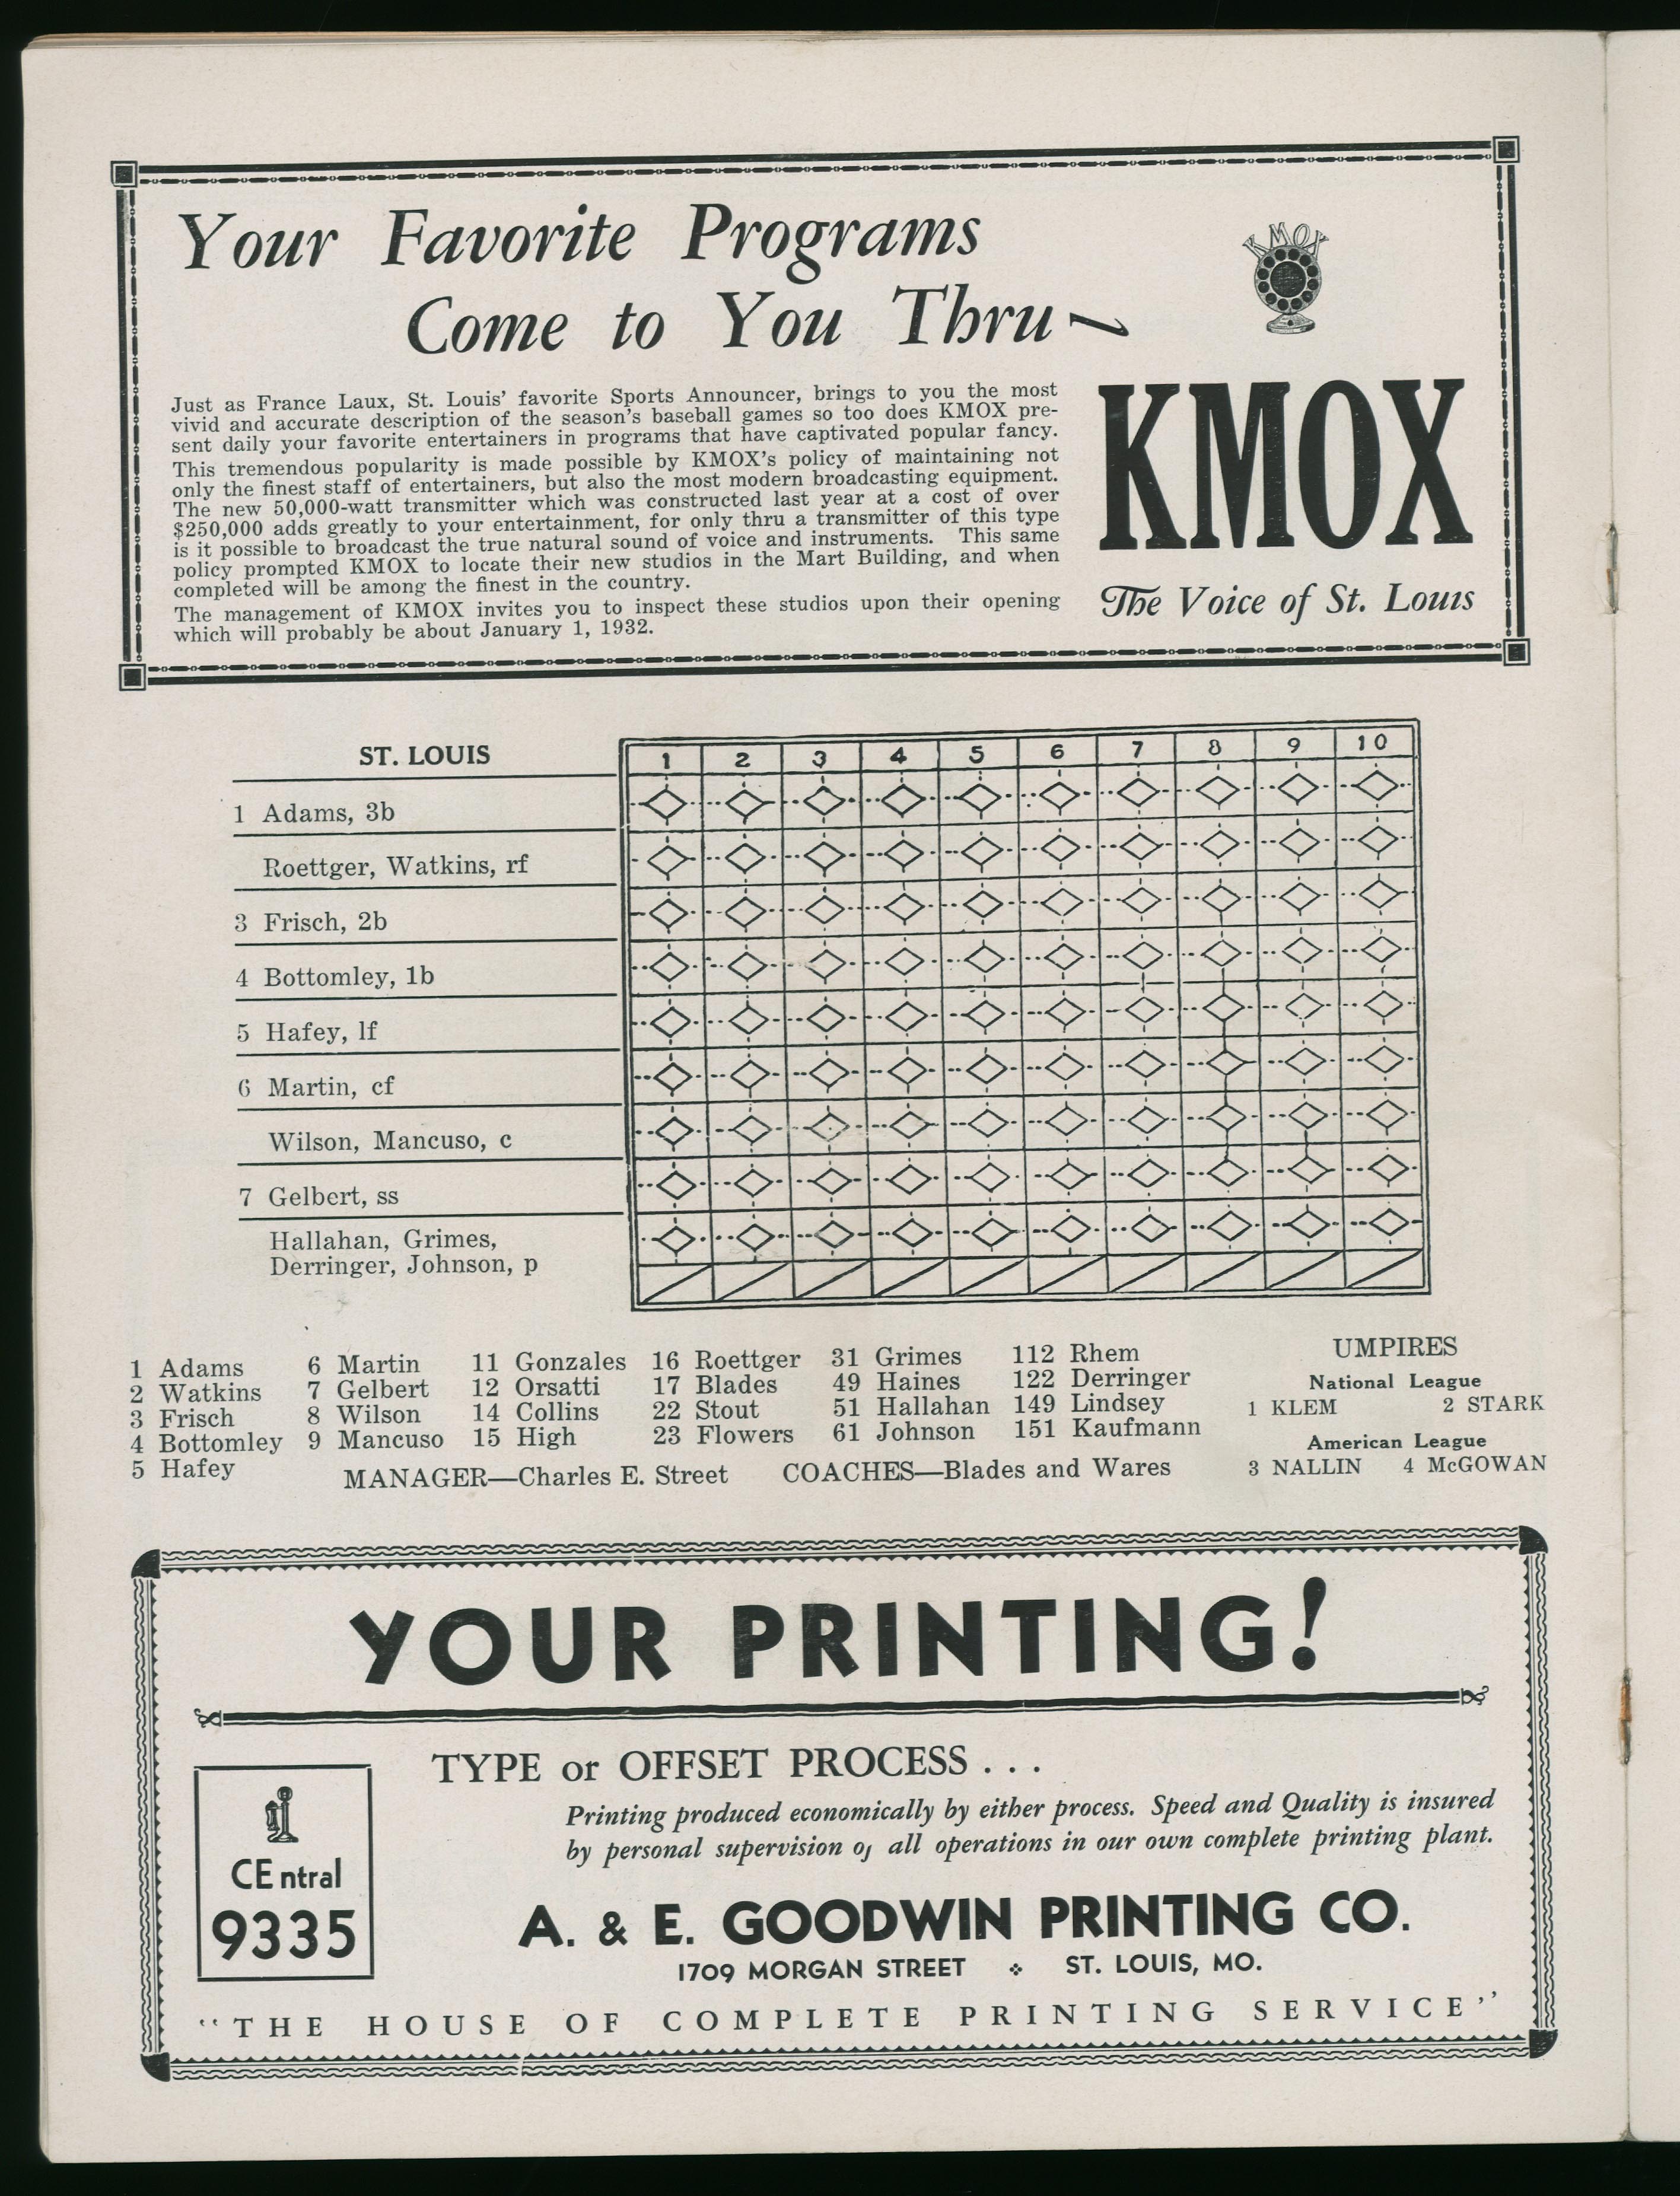 Your Favorite Programs
Come to You Thru
KMOX
Just as France Laux, St. Louis' favorite Sports Announcer, brings to you the most
vivid and accurate description of the season's baseball games so too does KMOX pre-
sent daily your favorite entertainers in programs that have captivated popular fancy.
This tremendous popularity is made possible by KMOX's policy of maintaining not
only the finest staff of entertainers, but also the most modern broadcasting equipment.
The new 50,000-watt transmitter which was constructed last year at a cost of over
$250,000 adds greatly to your entertainment, for only thru a transmitter of this type
is it possible to broadcast the true natural sound of voice and instruments. This same
policy prompted KMOX to locate their new studios in the Mart Building, and when
completed will be among the finest in the country.
The management of KMOX invites you to inspect these studios upon their opening
which will probably be about January 1, 1932.
KMOX
The Voice of St. Louis
ST. LOUIS 1 2 3 4 5 6 7 8 9 10
1 Adams, 3b
Roettger, Watkins, rf
3 Frisch, 2b
4 Bottomley, 1b
5 Hafey, lf
6 Martin, cf
Wilson, Mancuso, c
7 Gelbert, ss
Hallahan, Grimes,
Derringer, Johnson, p
1 Adams 6 Martin 11 Gonzales 16 Roettger 31 Grimes 112 Rhem
2 Watkins 7 Gelbert 12 Orsatti 17 Blades 49 Haines 122 Derringer
3 Frisch 8 Wilson 14 Collins 22 Stout 51 Hallahan 149 Lindsey
4 Bottomley 9 Mancuso 15 High 23 Flowers 61 Johnson 151 Kaufmann
5 Hafey MANAGER—Charles E. Street COACHES—Blades and Wares
UMPIRES
National League
1 KLEM 2 STARK
American League
3 NALLIN 4 McGOWAN
YOUR PRINTING!
TYPE or OFFSET PROCESS . . .
Printing produced economically by either process. Speed and Quality is insured
by personal supervision of all operations in our own complete printing plant.
CEntral
9335
A. & E. GOODWIN PRINTING CO.
1709 MORGAN STREET ST. LOUIS, MO.
"THE HOUSE OF COMPLETE PRINTING SERVICE"